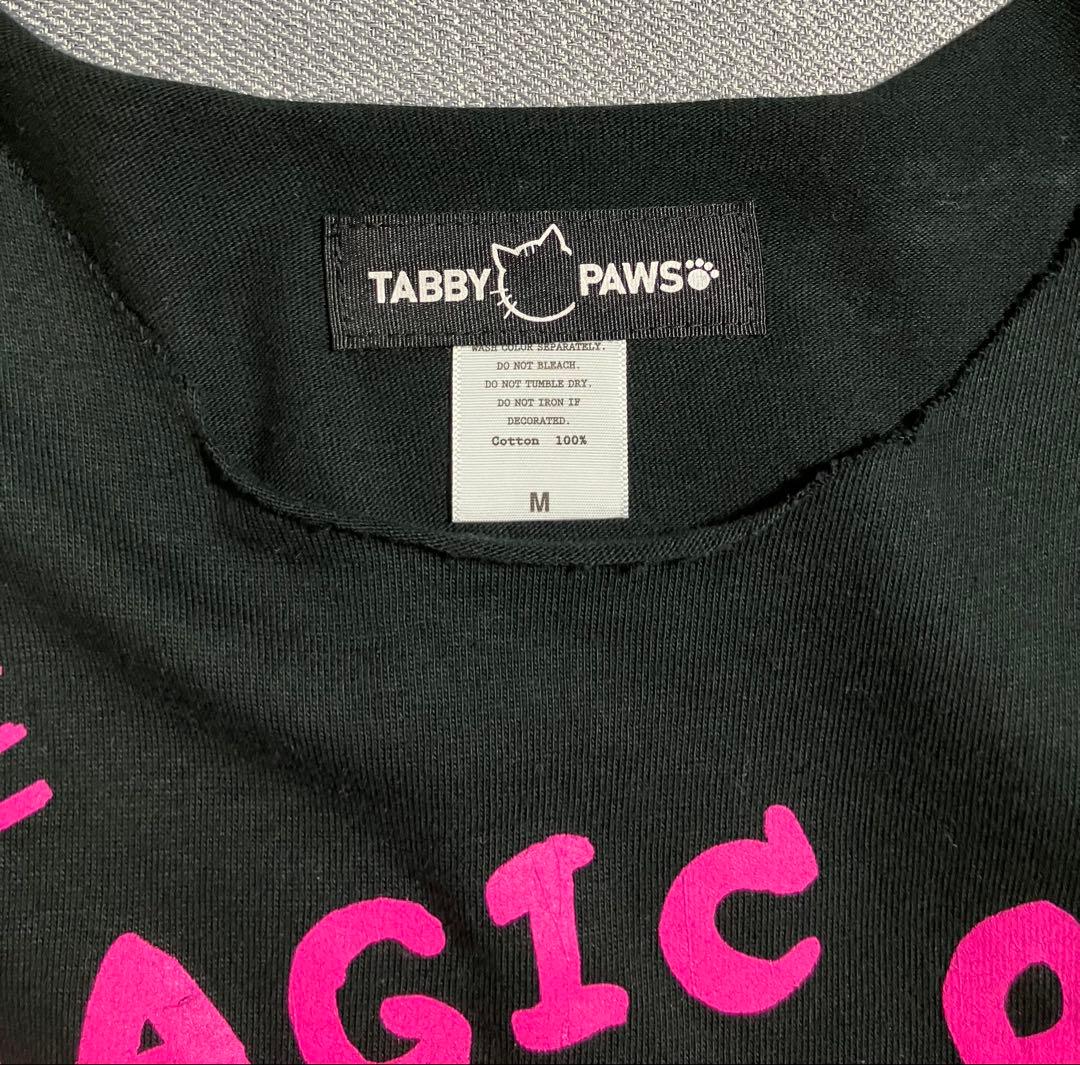 TABBY PAWS
WASH COLOR SEPARATELY.
DO NOT BLEACH.
DO NOT TUMBLE DRY.
DO NOT IRON IF
DECORATED.
Cotton 100%
M
AGIC